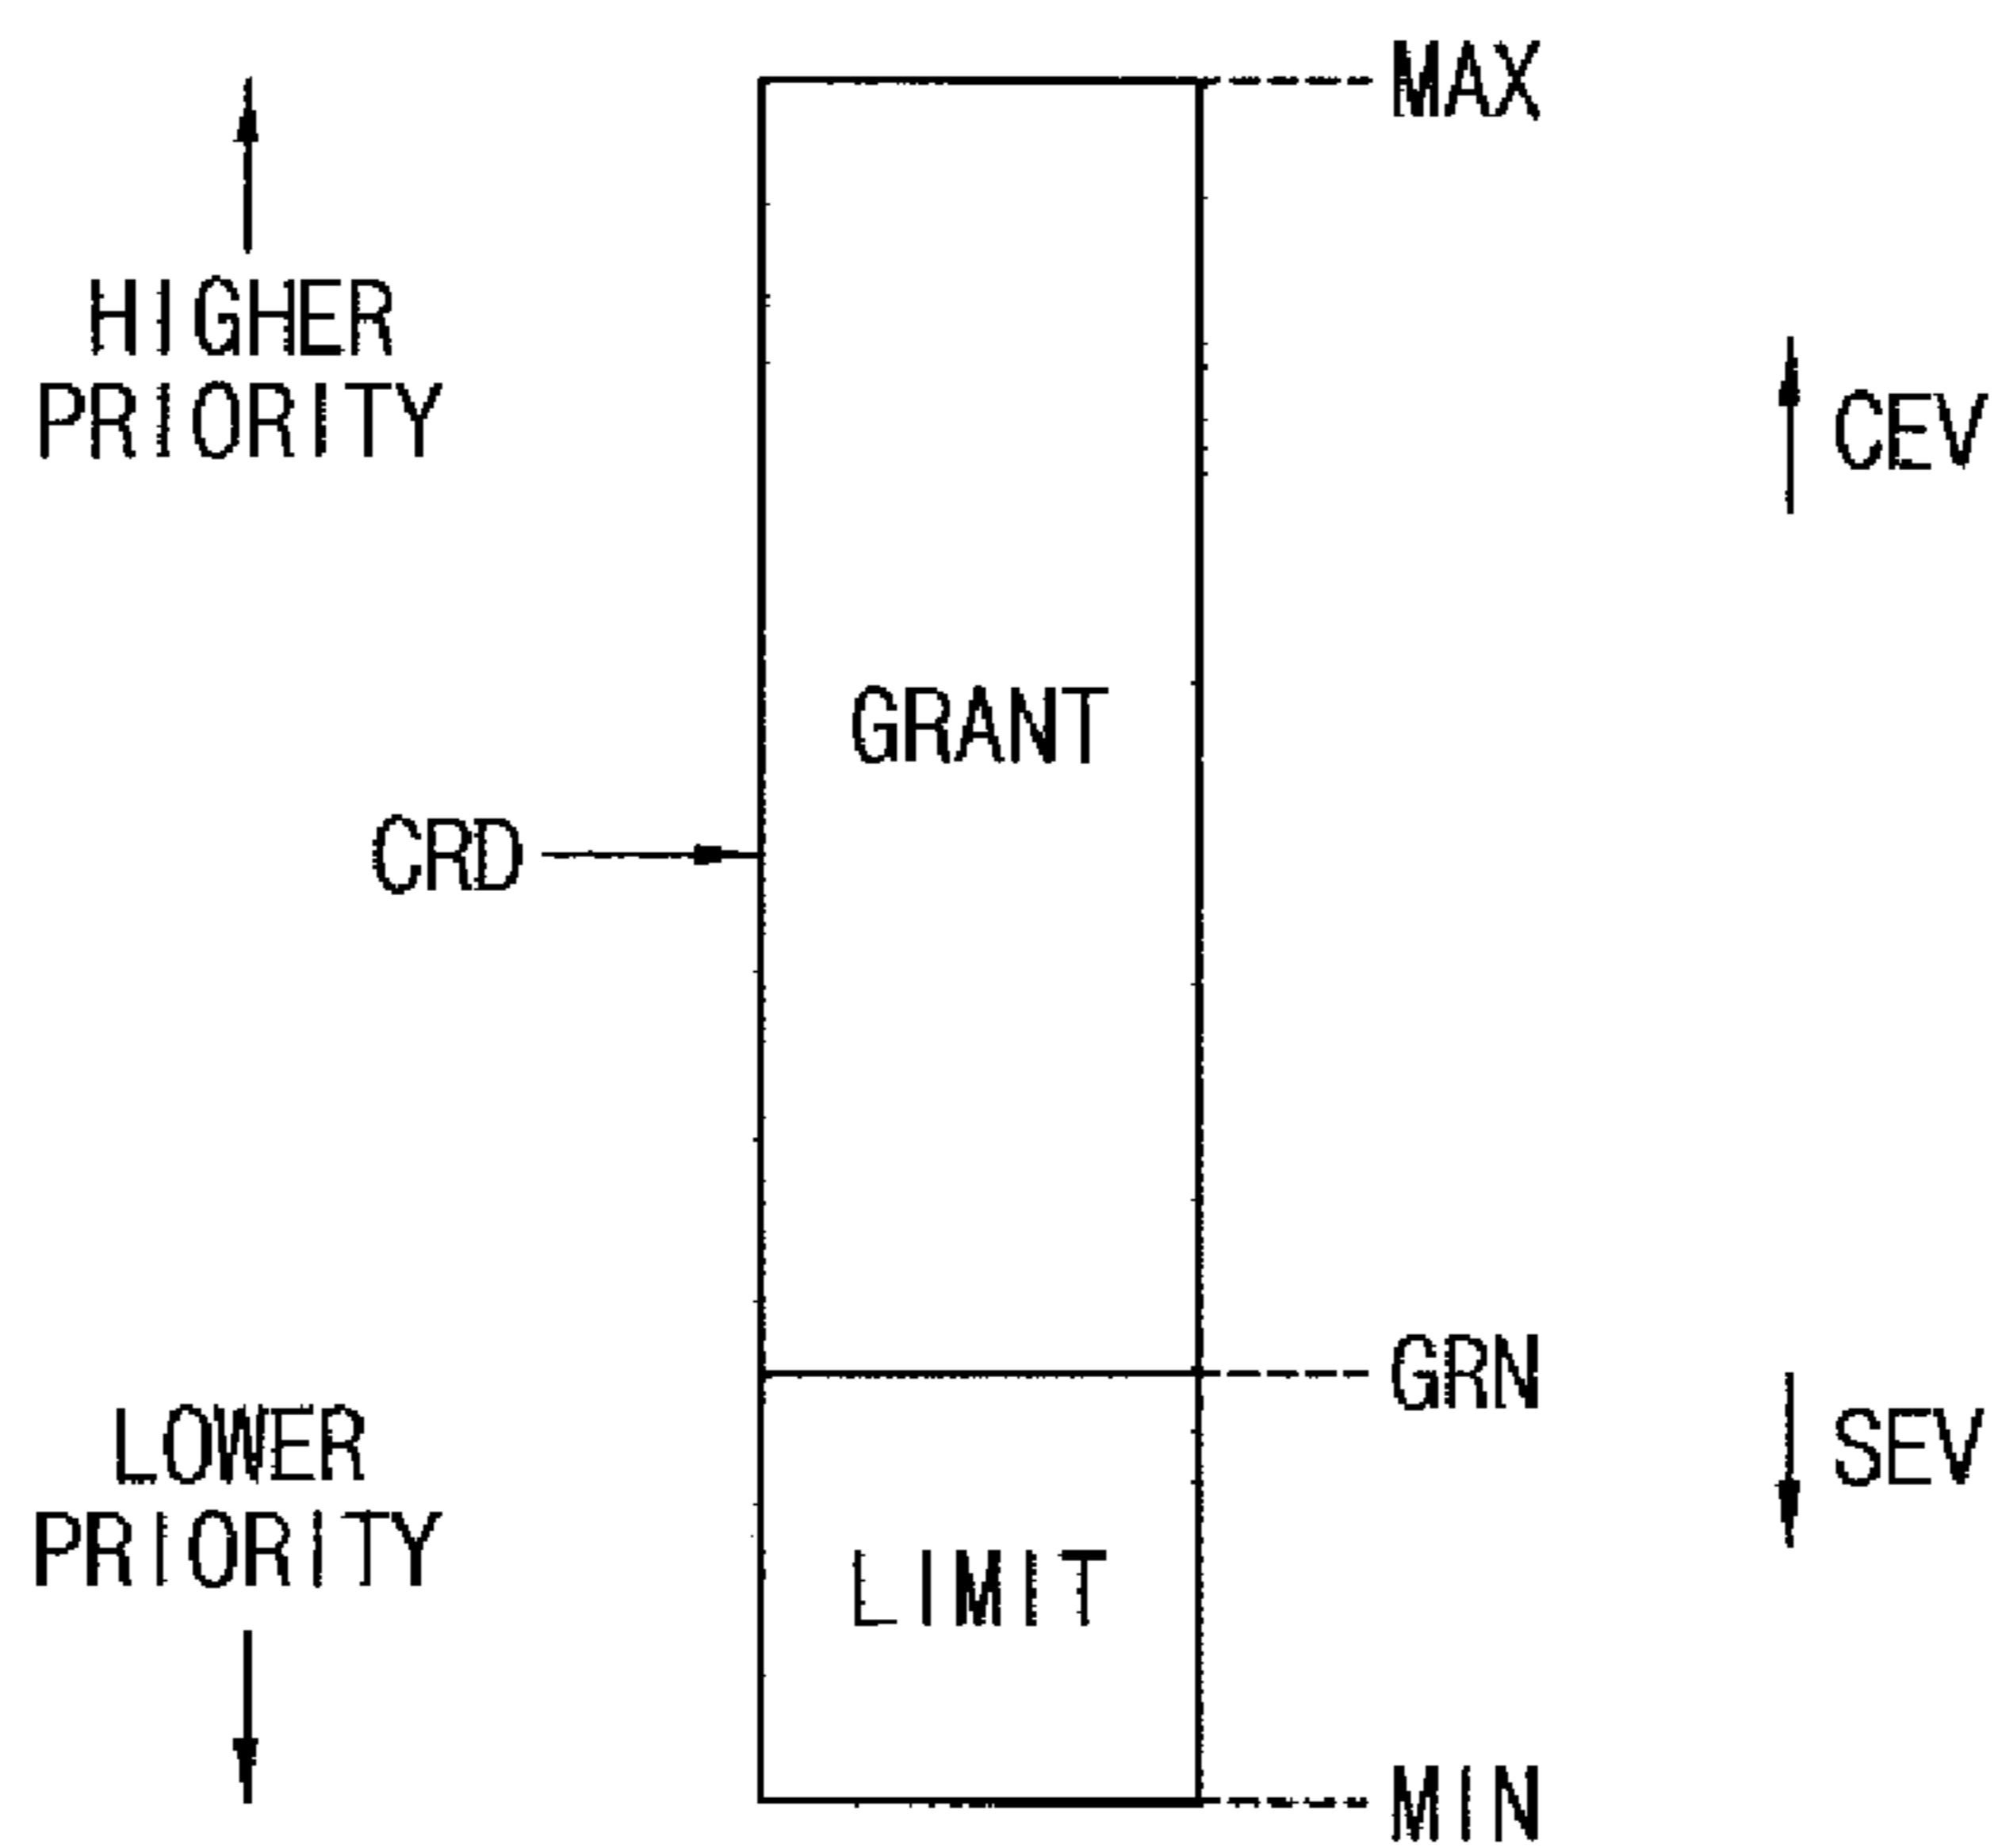 MAX
HIGHER
PRIORITY
CEV
GRANT
CRD
GRN
LOWER
PRIORITY
SEV
LIMIT
MIN